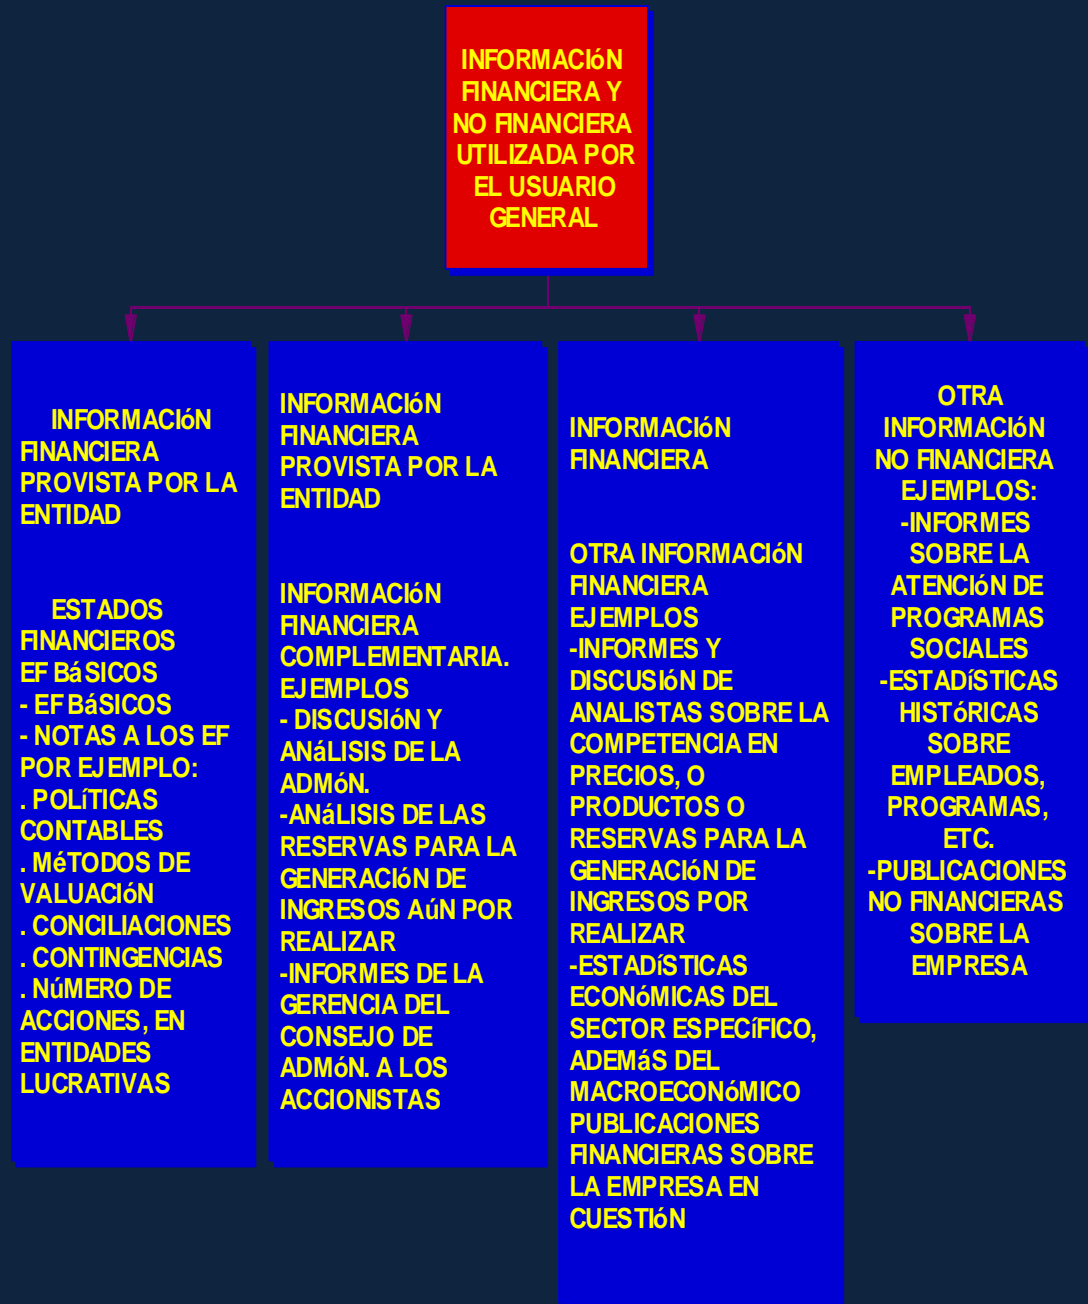 INFORMACIóN
FINANCIERA Y
NO FINANCIERA
UTILIZADA POR
EL USUARIO
GENERAL
INFORMACIóN
FINANCIERA
PROVISTA POR LA
ENTIDAD
ESTADOS
FINANCIEROS
EF BáSICOS
- EF BáSICOS
- NOTAS A LOS EF
POR EJEMPLO:
. POLíTICAS
CONTABLES
. MéTODOS DE
VALUACIóN
. CONCILIACIONES
. CONTINGENCIAS
. NúMERO DE
ACCIONES, EN
ENTIDADES
LUCRATIVAS
INFORMACIóN
FINANCIERA
PROVISTA POR LA
ENTIDAD
INFORMACIóN
FINANCIERA
COMPLEMENTARIA.
EJEMPLOS
- DISCUSIóN Y
ANáLISIS DE LA
ADMóN.
-ANáLISIS DE LAS
RESERVAS PARA LA
GENERACIóN DE
INGRESOS AúN POR
REALIZAR
-INFORMES DE LA
GERENCIA DEL
CONSEJO DE
ADMóN. A LOS
ACCIONISTAS
INFORMACIóN
FINANCIERA
OTRA INFORMACIóN
FINANCIERA
EJEMPLOS
-INFORMES Y
DISCUSIóN DE
ANALISTAS SOBRE LA
COMPETENCIA EN
PRECIOS, O
PRODUCTOS O
RESERVAS PARA LA
GENERACIóN DE
INGRESOS POR
REALIZAR
-ESTADíSTICAS
ECONóMICAS DEL
SECTOR ESPECíFICO,
ADEMáS DEL
MACROECONóMICO
PUBLICACIONES
FINANCIERAS SOBRE
LA EMPRESA EN
CUESTIóN
OTRA
INFORMACIóN
NO FINANCIERA
EJEMPLOS:
-INFORMES
SOBRE LA
ATENCIóN DE
PROGRAMAS
SOCIALES
-ESTADíSTICAS
HISTóRICAS
SOBRE
EMPLEADOS,
PROGRAMAS,
ETC.
-PUBLICACIONES
NO FINANCIERAS
SOBRE LA
EMPRESA